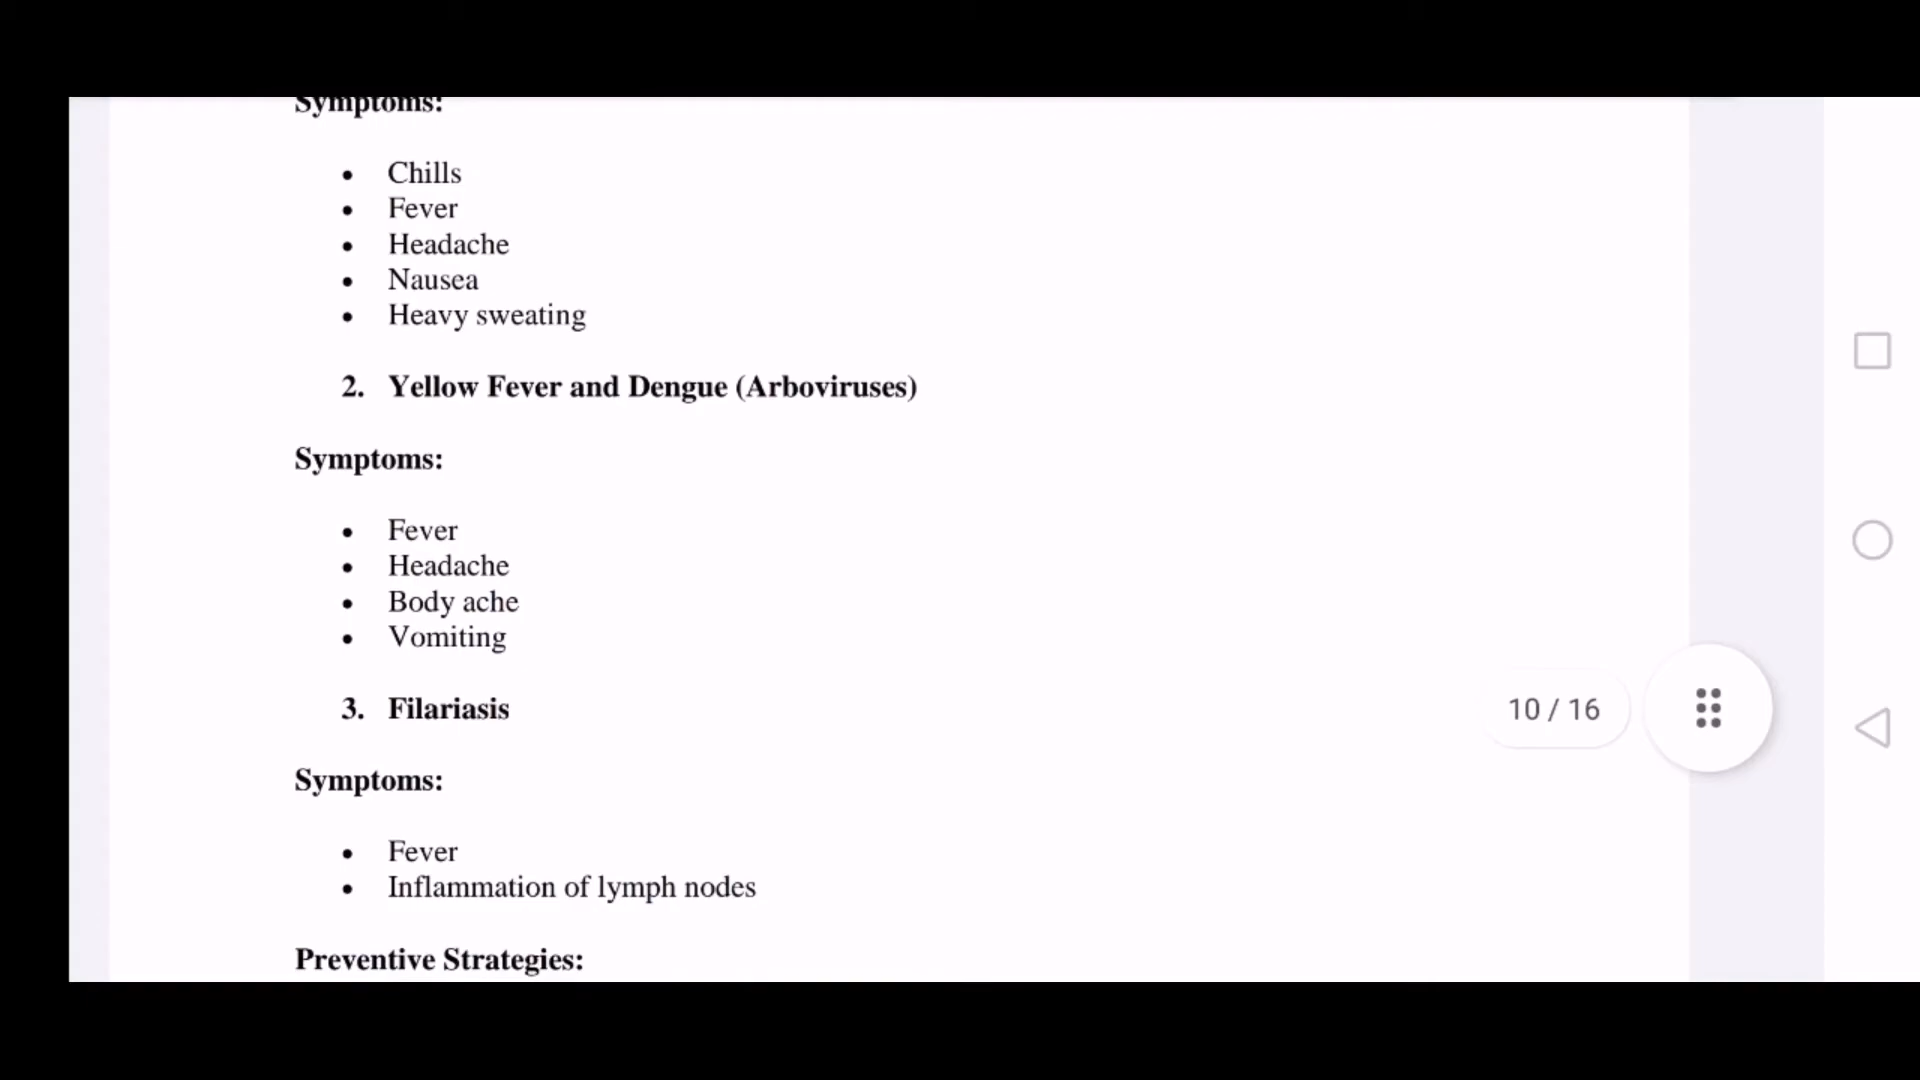 Symptoms:
• Chills
• Fever
• Headache
• Nausea
• Heavy sweating
2. Yellow Fever and Dengue (Arboviruses)
Symptoms:
• Fever
• Headache
• Body ache
• Vomiting
3. Filariasis
10 / 16
Symptoms:
• Fever
• Inflammation of lymph nodes
Preventive Strategies: